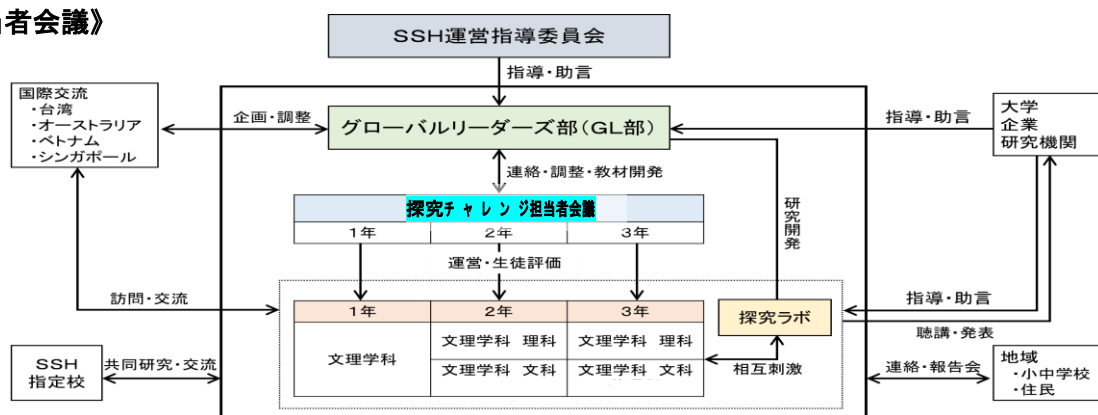 者会議》
SSH運営指導委員会
指導・助言
国際交流
・台湾
・オーストラリア
・ベトナム
・シンガポール
企画・調整
グローバルリーダーズ部(GL部)
指導・助言
大学
企業
研究機関
連絡・調整・教材開発
探究チャレンジ担当者会議
1年 2年 3年
研究開発
運営・生徒評価
訪問・交流
1年 2年 3年
文理学科
文理学科 理科
文理学科 理科
文理学科 文科
文理学科 文科
探究ラボ
相互刺激
指導・助言
聴講・発表
SSH
指定校
共同研究・交流
連絡・報告会
地域
・小中学校
・住民